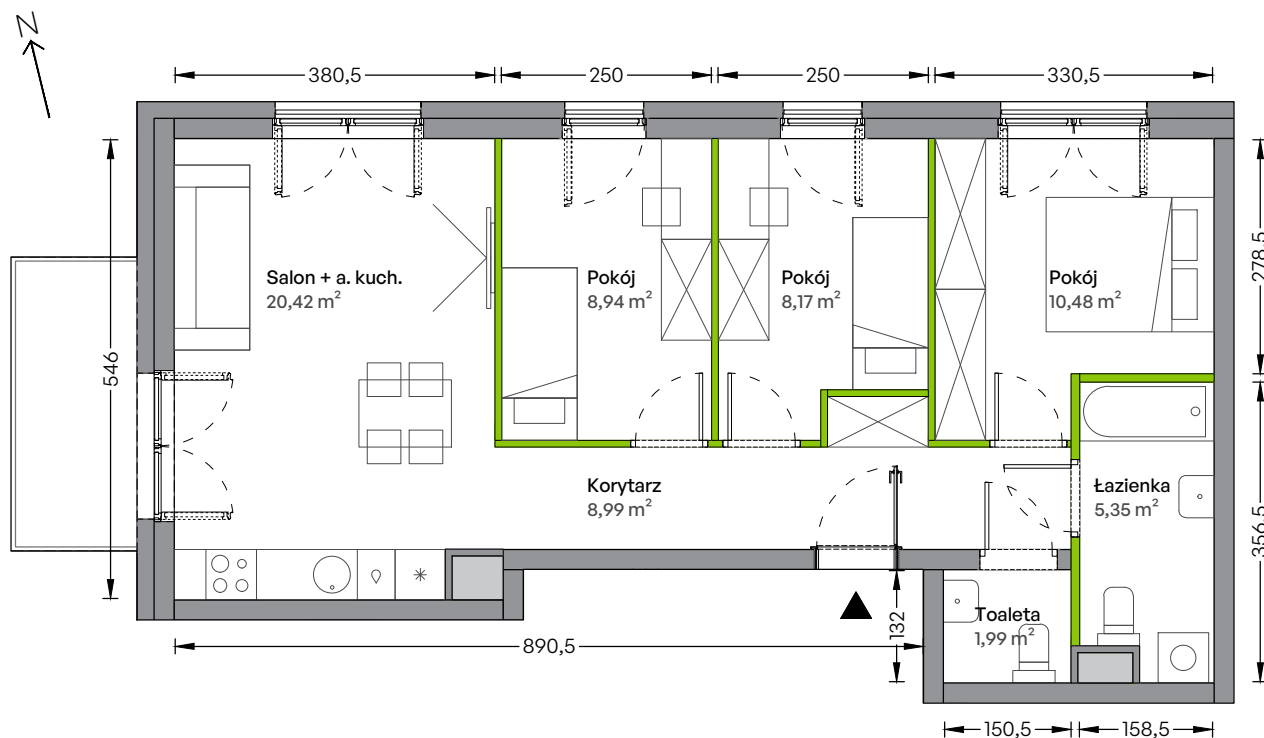 N
380,5
250
250
330,5
Salon + a. kuch.
20,42 m²
Pokój
8,94 m²
Pokój
8,17 m²
Pokój
10,48 m²
278,5
546
Korytarz
8,99 m²
Łazienka
5,35 m²
356,5
Toaleta
1,99 m²
132
890,5
150,5
158,5